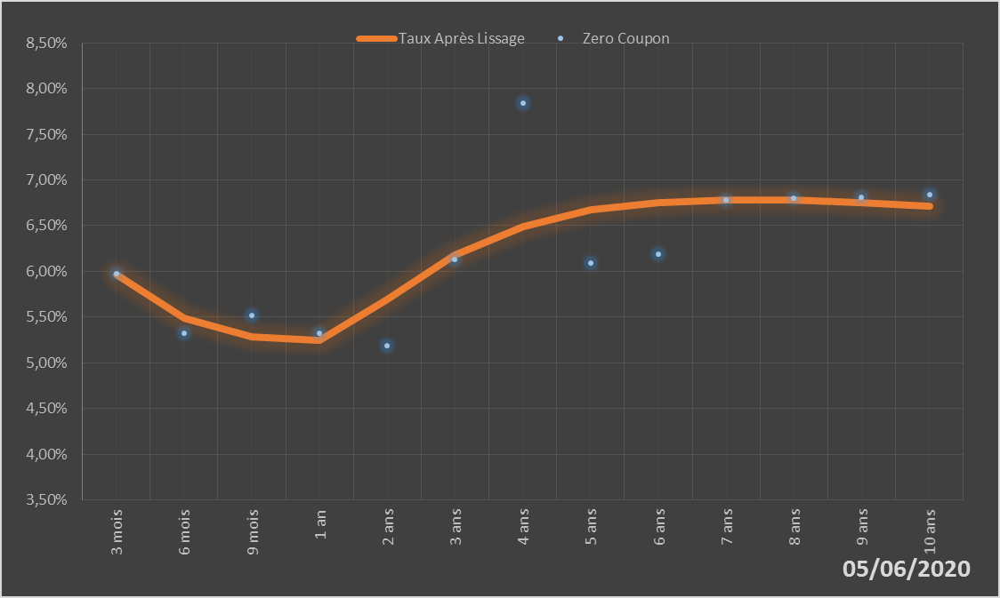 Taux Après Lissage
Zero Coupon
8,50%
8,00%
7,50%
7,00%
6,50%
6,00%
5,50%
5,00%
4,50%
4,00%
3,50%
3 mois
6 mois
9 mois
1 an
2 ans
3 ans
4 ans
5 ans
6 ans
7 ans
8 ans
9 ans
10 ans
05/06/2020